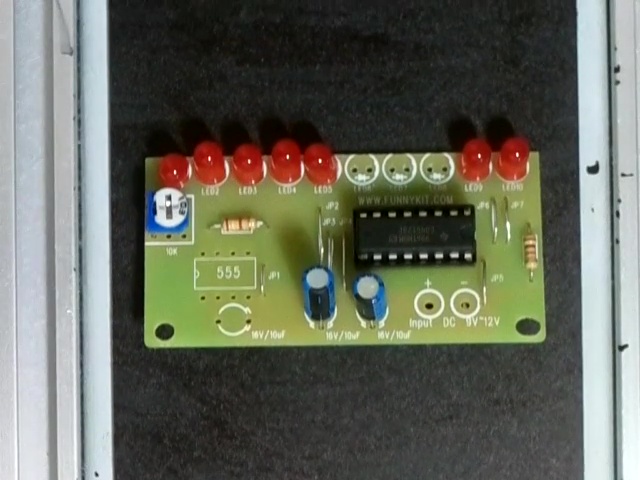 LED2
LED3
LED4
LED5
LED9
LED10
WWW.FUNNYKIT.COM
JP2
JP3
JP6
JP7
10K
555
JP1
JP5
+
-
Input DC 9V~12V
16V/10uF
16V/10uF
16V/10uF